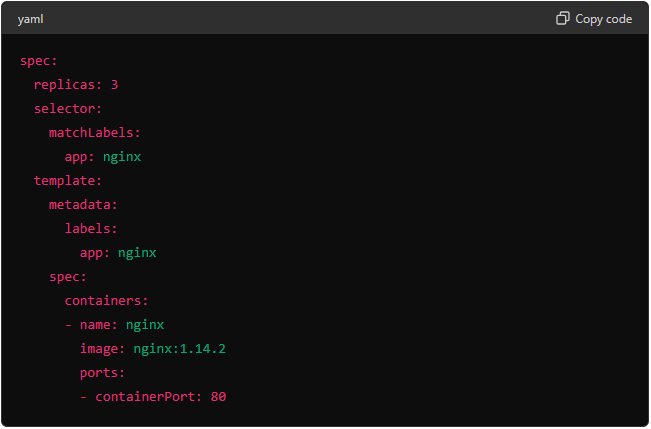 yaml
Copy code
spec:
  replicas: 3
  selector:
    matchLabels:
      app: nginx
  template:
    metadata:
      labels:
        app: nginx
    spec:
      containers:
      - name: nginx
        image: nginx:1.14.2
        ports:
        - containerPort: 80